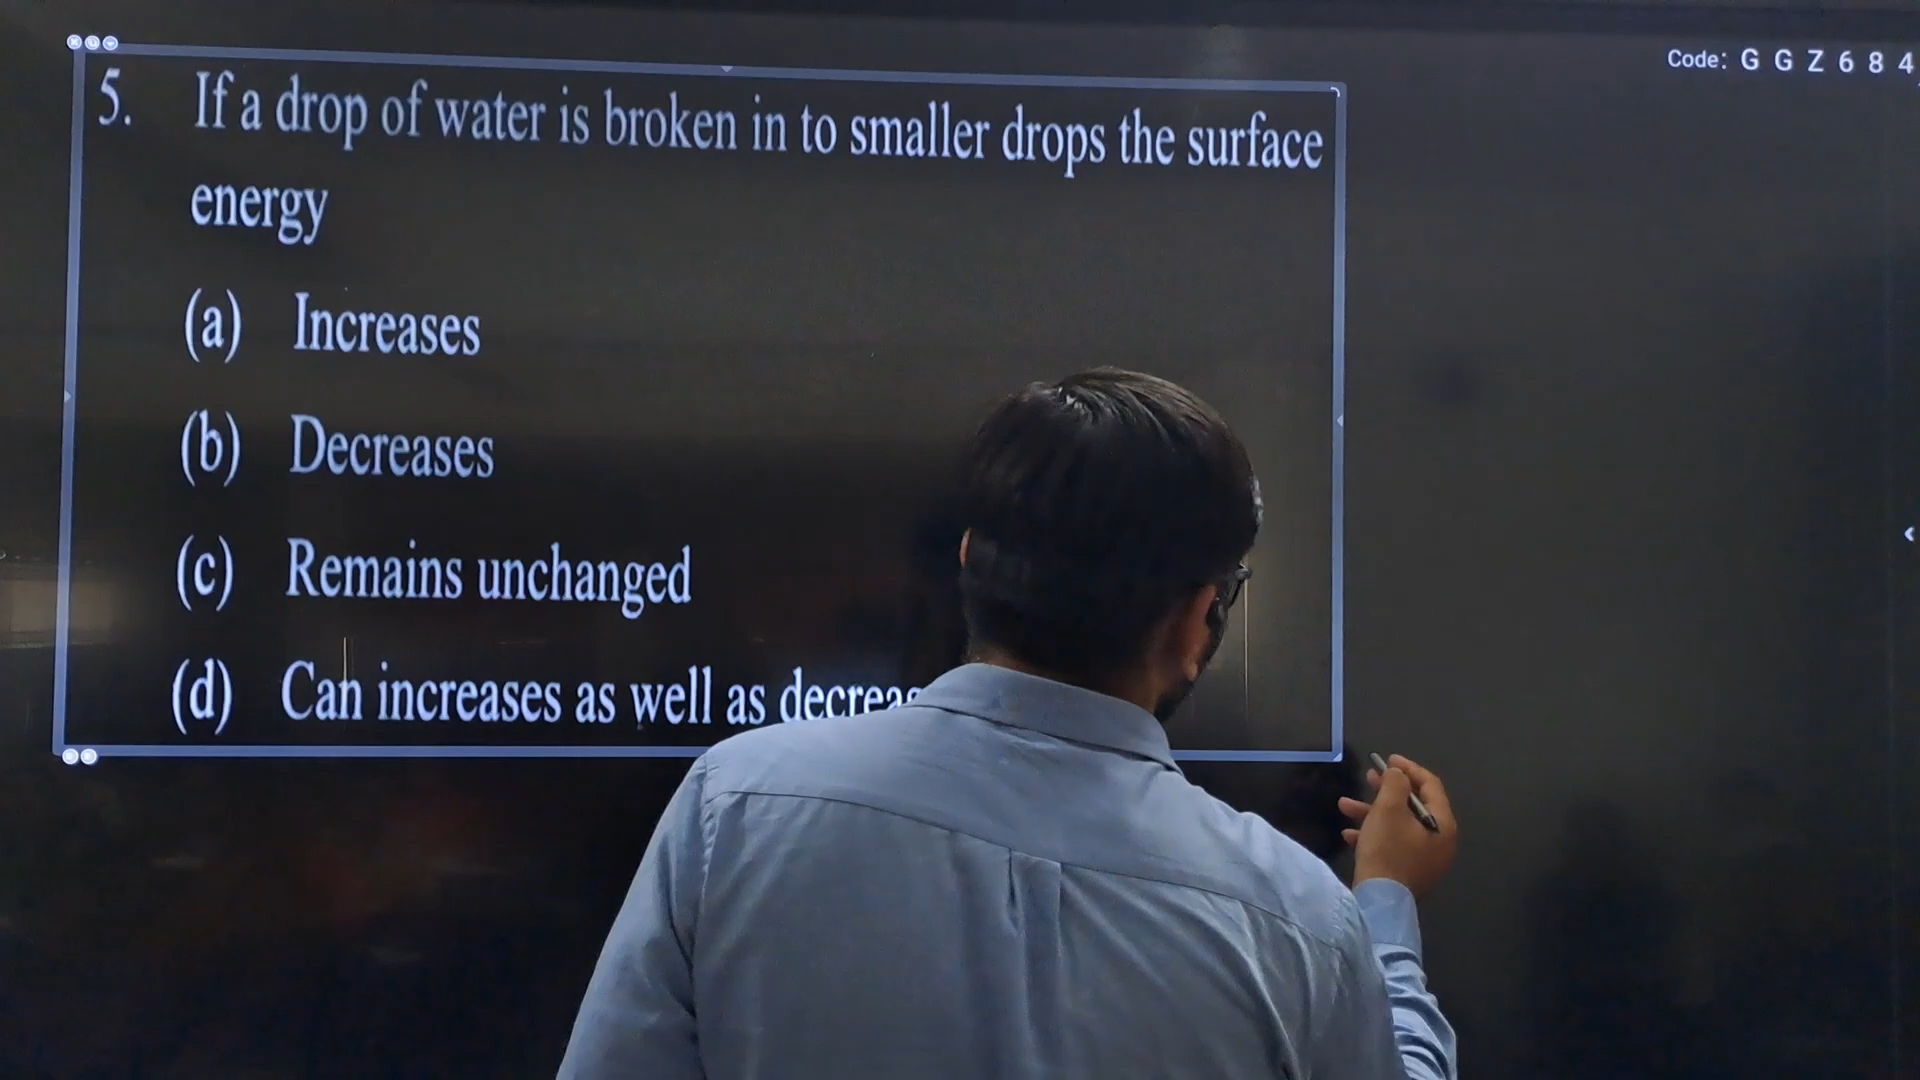 Code: G G Z 6 8 4
5. If a drop of water is broken in to smaller drops the surface
energy
(a) Increases
(b) Decreases
(c) Remains unchanged
(d) Can increases as well as